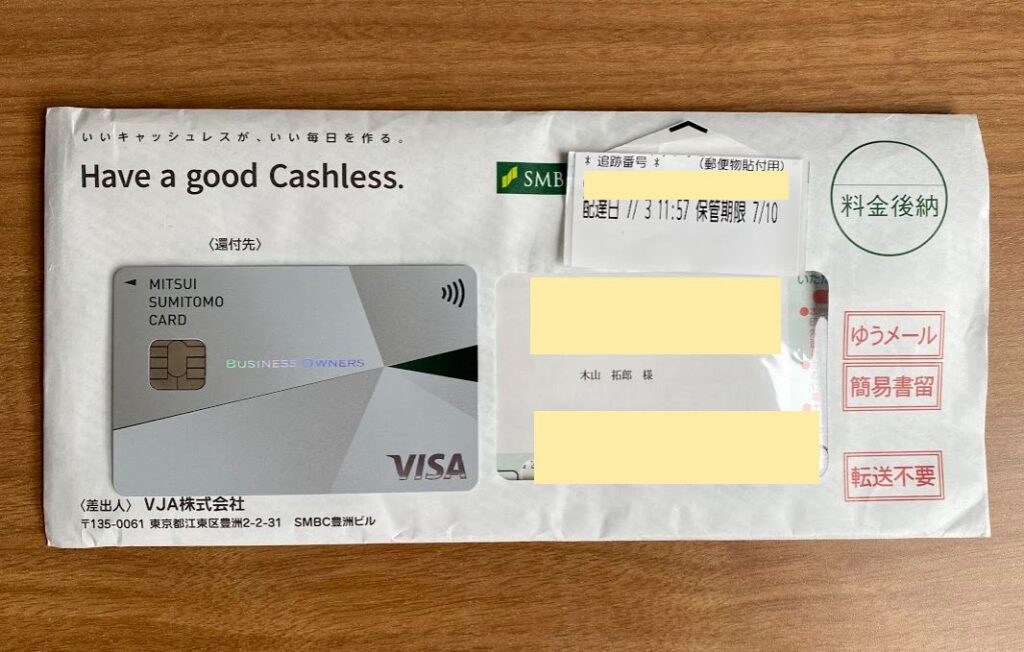 いいキャッシュレスが、いい毎日を作る。
Have a good Cashless.
SMB
* 追跡番号 * (郵便物貼付用)
配達日 7/ 3 11:57 保管期限 7/10
料金後納
〈還付先〉
MITSUI
SUMITOMO
CARD
BUSINESS OWNERS
VISA
いただ
木山 拓郎 様
ゆうメール
簡易書留
転送不要
〈差出人〉 VJA株式会社
〒135-0061 東京都江東区豊洲2-2-31 SMBC豊洲ビル